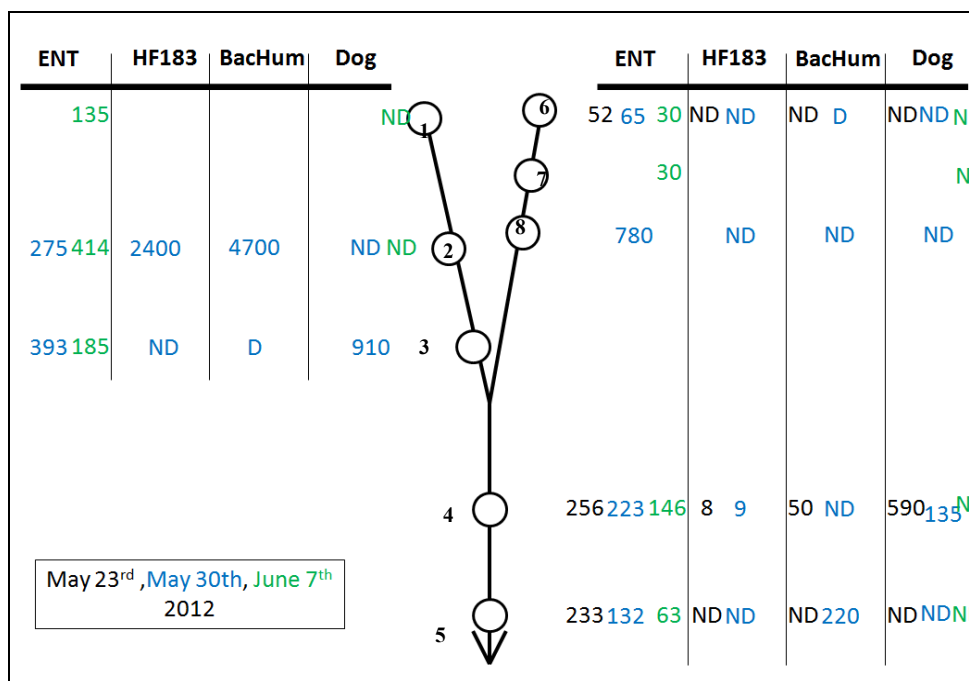 ENT HF183 BacHum Dog ENT HF183 BacHum Dog
135 ND 1 6 52 65 30 ND ND ND D ND ND N
7 30 N
275 414 2400 4700 ND ND 2 8 780 ND ND ND
393 185 ND D 910 3
4 256 223 146 8 9 50 ND 590 135 N
May 23rd ,May 30th, June 7th
2012
5 233 132 63 ND ND ND 220 ND ND N